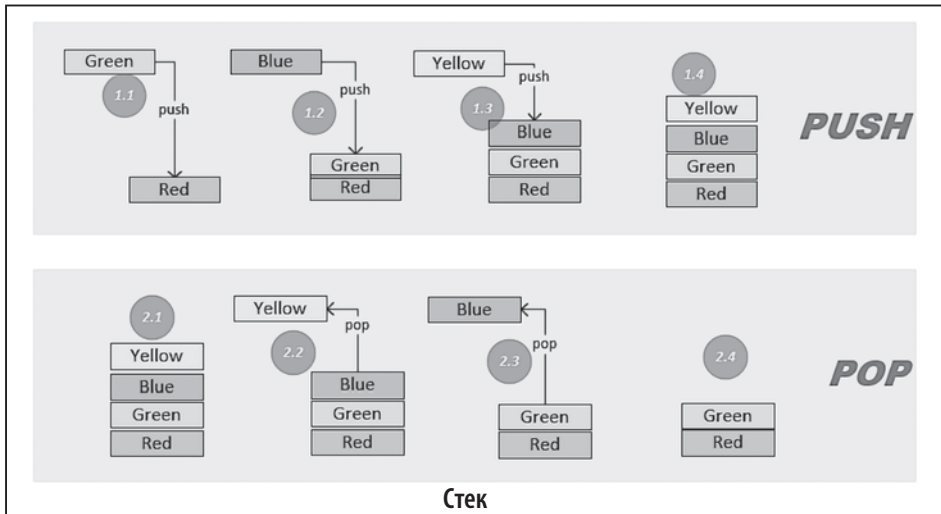 Green
1.1
push
Red
Blue
1.2
push
Green
Red
Yellow
push
1.3
Blue
Green
Red
1.4
Yellow
Blue
Green
Red
PUSH
2.1
Yellow
Blue
Green
Red
Yellow
pop
2.2
Blue
Green
Red
Blue
pop
2.3
Green
Red
2.4
Green
Red
POP
Стек